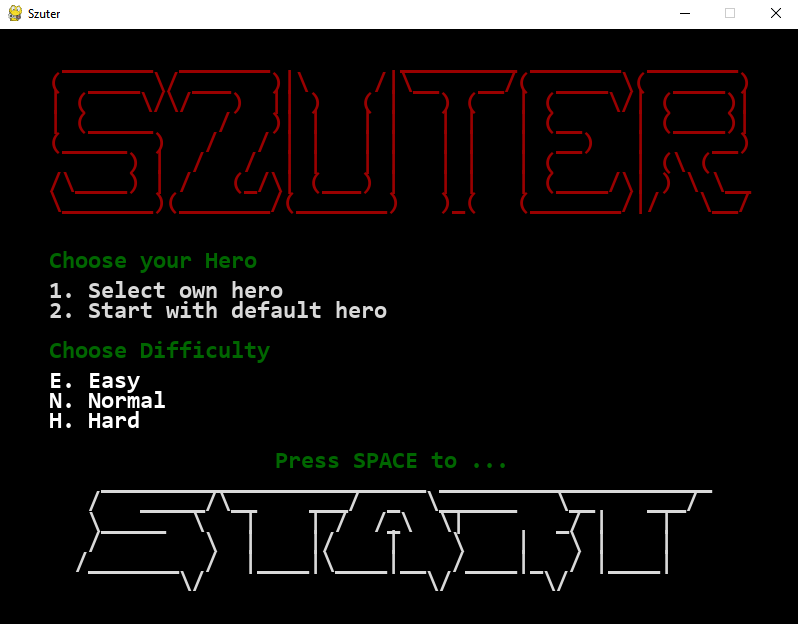 Szuter
SZUTER
Choose your Hero
1. Select own hero
2. Start with default hero
Choose Difficulty
E. Easy
N. Normal
H. Hard
Press SPACE to ...
START